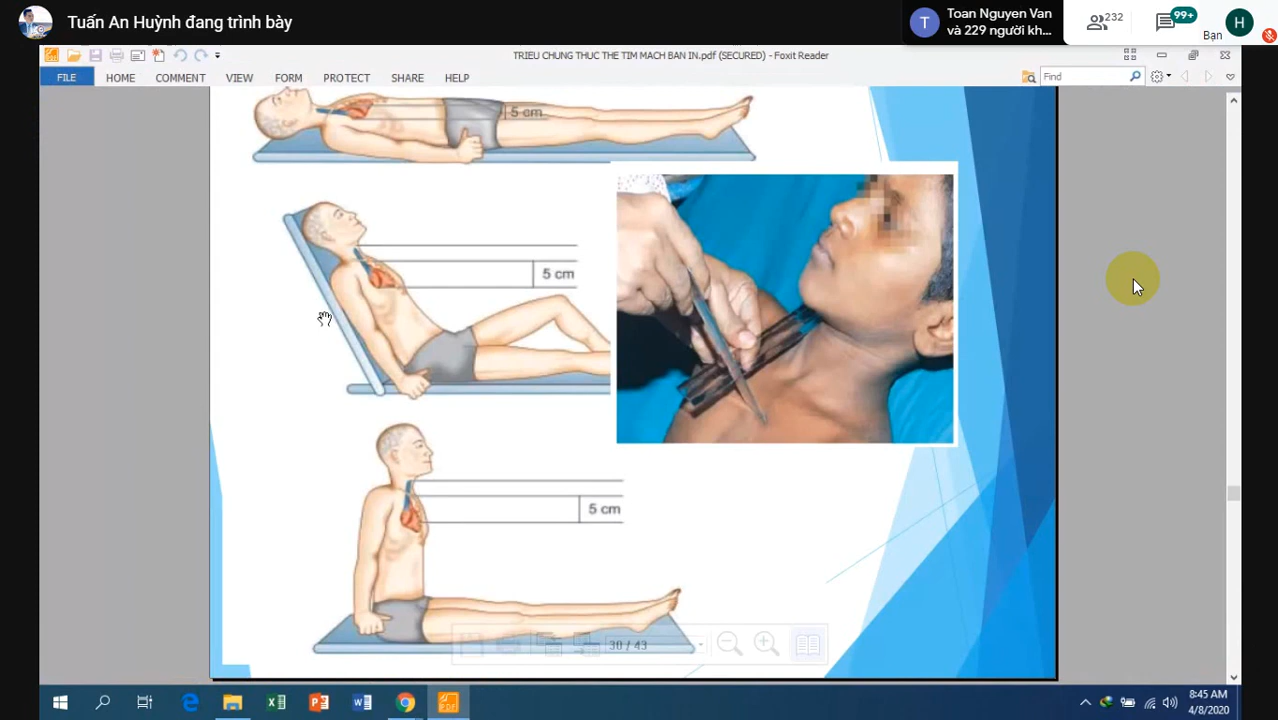 Tuấn An Huỳnh đang trình bày
T
Toan Nguyen Van
và 229 người kh...
232
99+
H
Bạn
TRIEU CHUNG THUC THE TIM MACH BAN IN.pdf (SECURED) - Foxit Reader
FILE
HOME
COMMENT
VIEW
FORM
PROTECT
SHARE
HELP
Find
5 cm
5 cm
5 cm
30 / 43
PDF
8:45 AM
4/8/2020